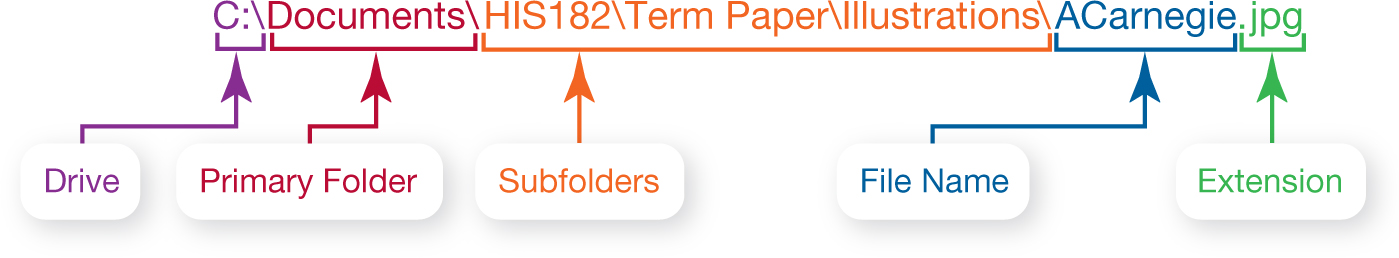 C:\Documents\HIS182\Term Paper\Illustrations\ACarnegie.jpg
Drive
Primary Folder
Subfolders
File Name
Extension